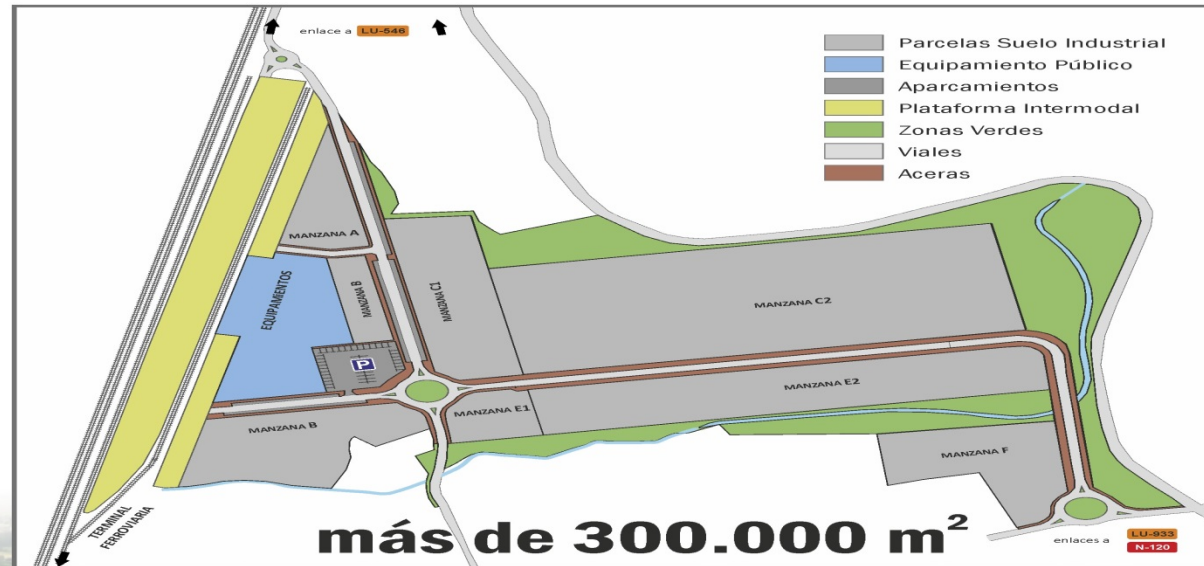 enlace a LU-546
Parcelas Suelo Industrial
Equipamiento Público
Aparcamientos
Plataforma Intermodal
Zonas Verdes
Viales
Aceras
MANZANA A
EQUIPAMIENTOS
MANZANA B
MANZANA C1
MANZANA C2
P
MANZANA E2
MANZANA E1
MANZANA B
MANZANA F
TERMINAL
FERROVIARIA
más de 300.000 m²
enlaces a LU-933
N-120